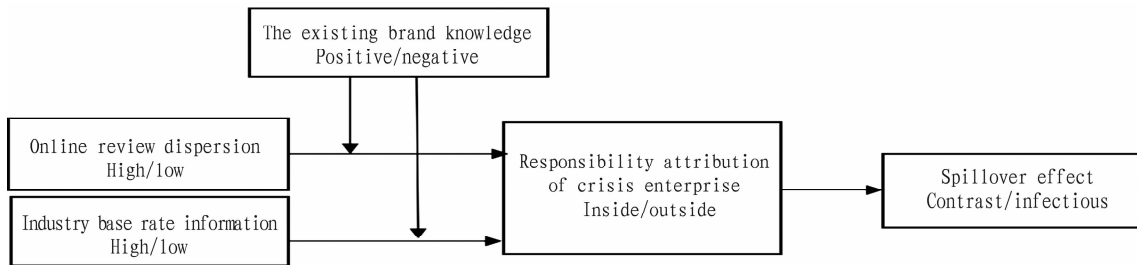 The existing brand knowledge
Positive/negative
Online review dispersion
High/low
Industry base rate information
High/low
Responsibility attribution
of crisis enterprise
Inside/outside
Spillover effect
Contrast/infectious